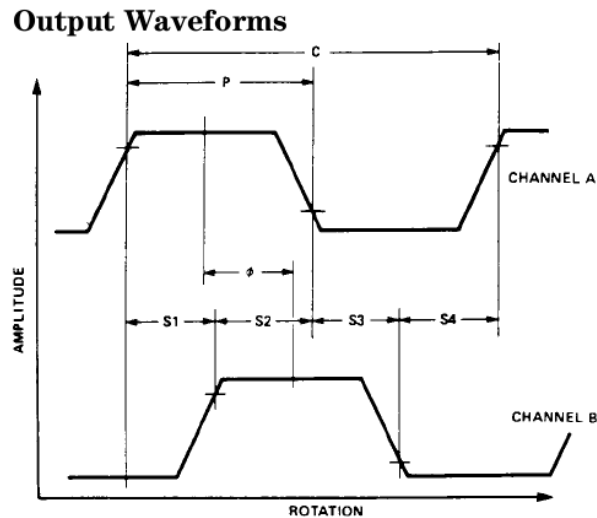 Output Waveforms
C
P
CHANNEL A
AMPLITUDE
ϕ
S1 S2 S3 S4
CHANNEL B
ROTATION